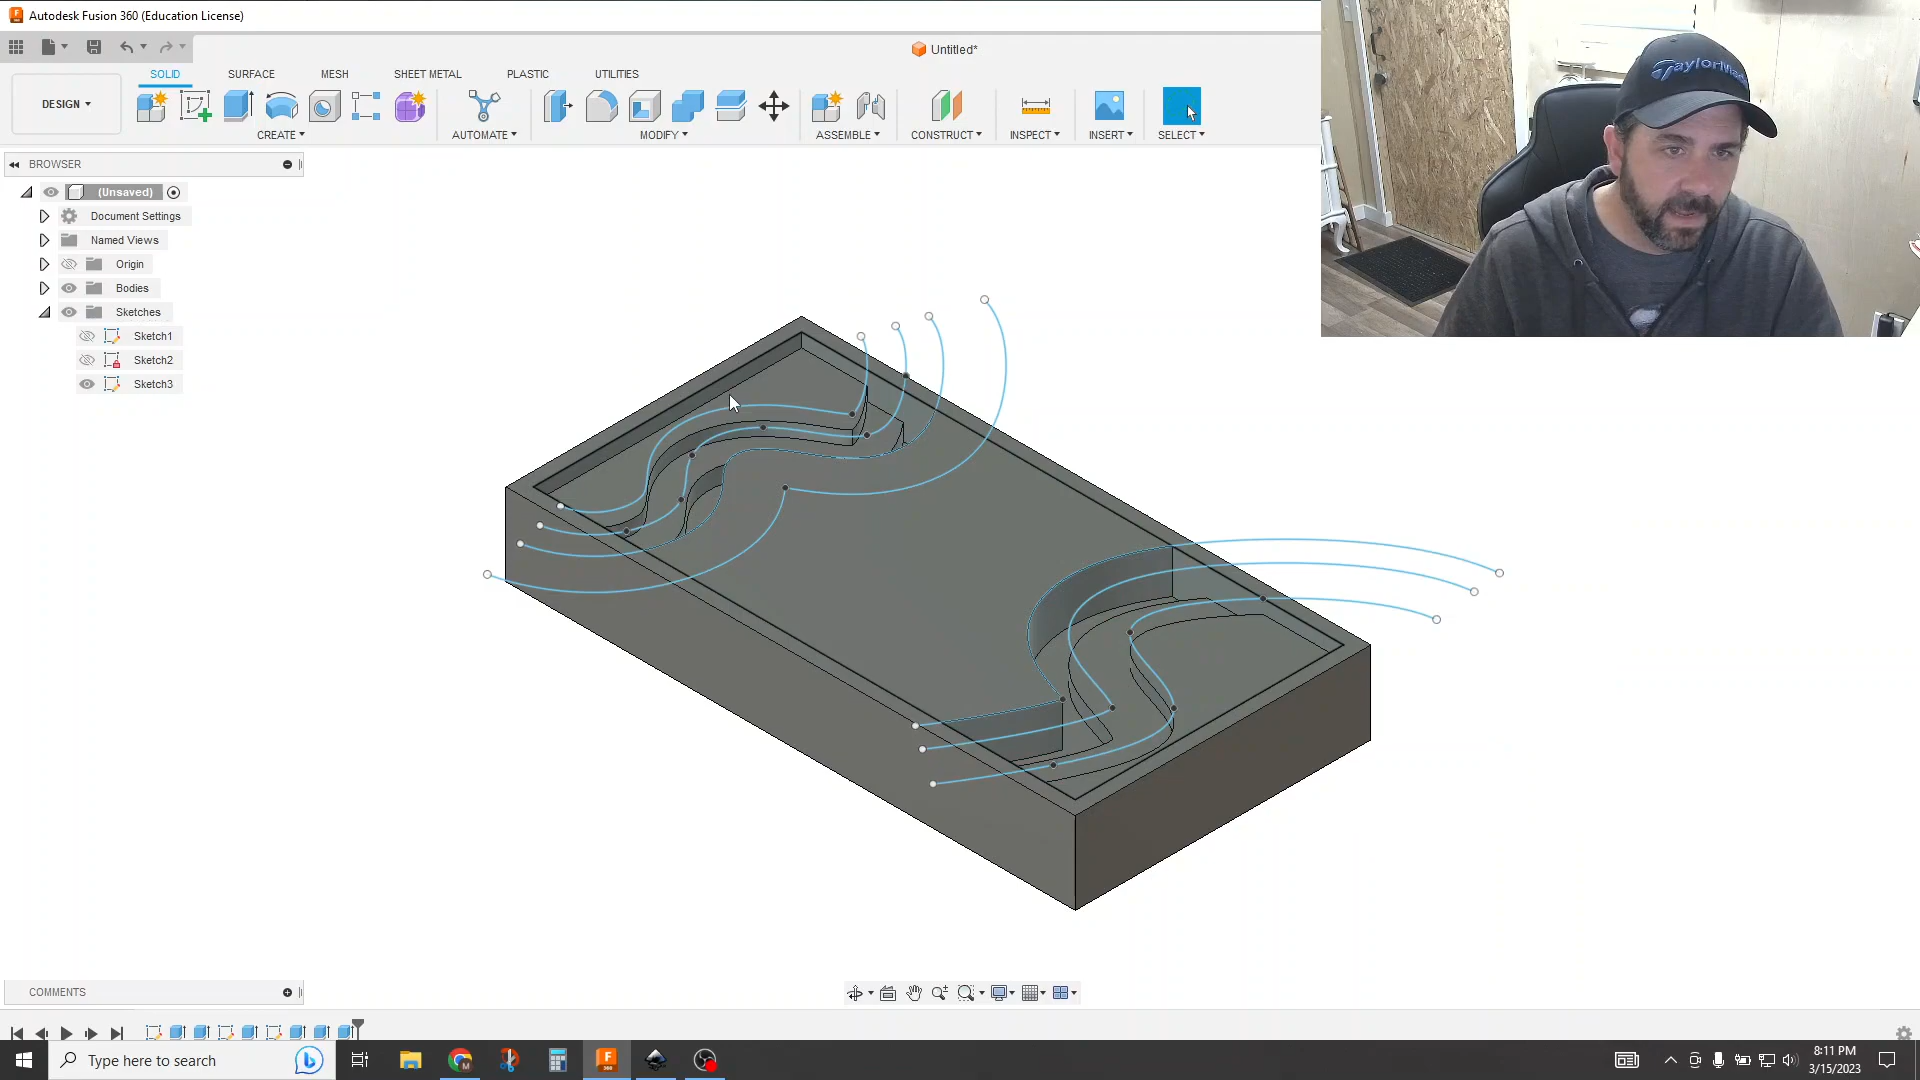 Autodesk Fusion 360 (Education License)
Untitled*
SOLID SURFACE MESH SHEET METAL PLASTIC UTILITIES
DESIGN
CREATE AUTOMATE MODIFY ASSEMBLE CONSTRUCT INSPECT INSERT SELECT
BROWSER
(Unsaved)
Document Settings
Named Views
Origin
Bodies
Sketches
Sketch1
Sketch2
Sketch3
COMMENTS
Type here to search
8:11 PM
3/15/2023